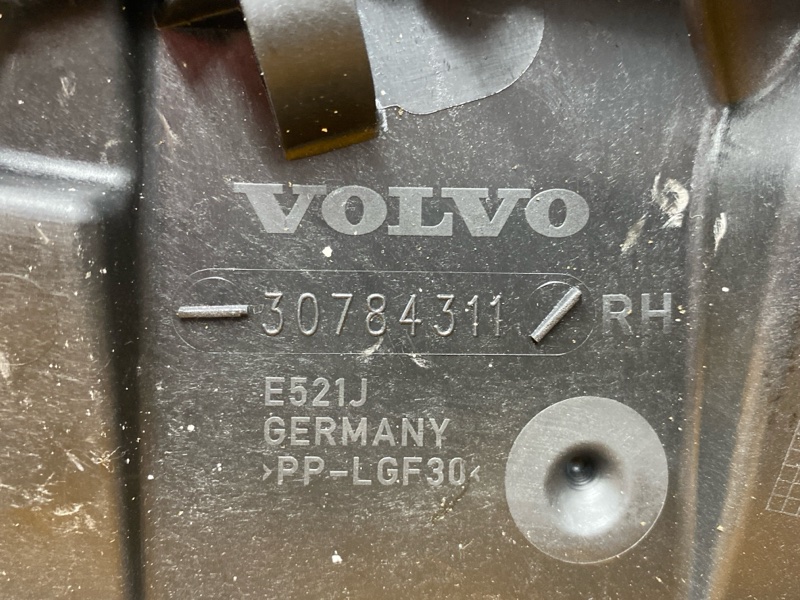 VOLVO
30784311 RH
E521J
GERMANY
>PP-LGF30<